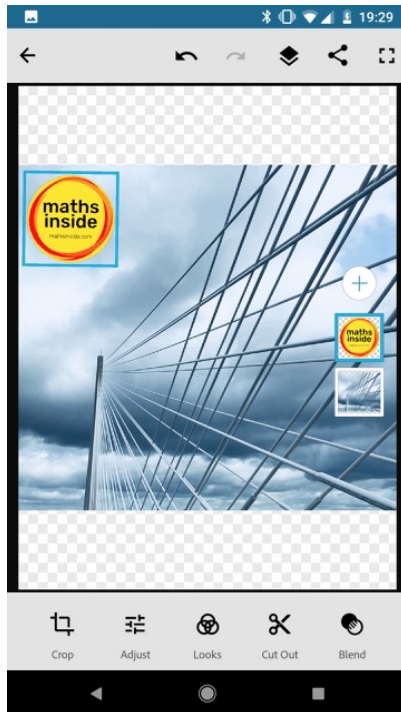 19:29
maths
inside
mathsinside.com
maths
inside
Crop
Adjust
Looks
Cut Out
Blend